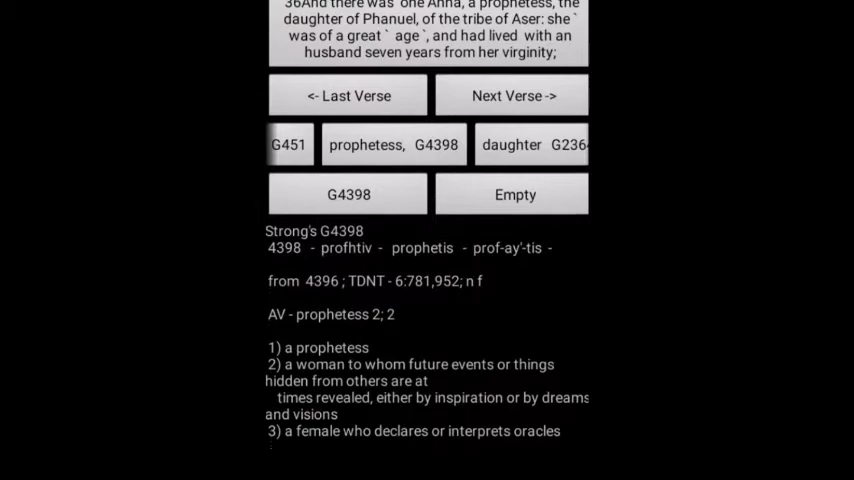 36And there was one Anna, a prophetess, the
daughter of Phanuel, of the tribe of Aser: she `
was of a great ` age `, and had lived with an
husband seven years from her virginity;
<- Last Verse Next Verse ->
G451 prophetess, G4398 daughter G236
G4398 Empty
Strong's G4398
4398 - profhtiv - prophetis - prof-ay'-tis -
from 4396 ; TDNT - 6:781,952; n f
AV - prophetess 2; 2
1) a prophetess
2) a woman to whom future events or things
hidden from others are at
times revealed, either by inspiration or by dreams
and visions
3) a female who declares or interprets oracles